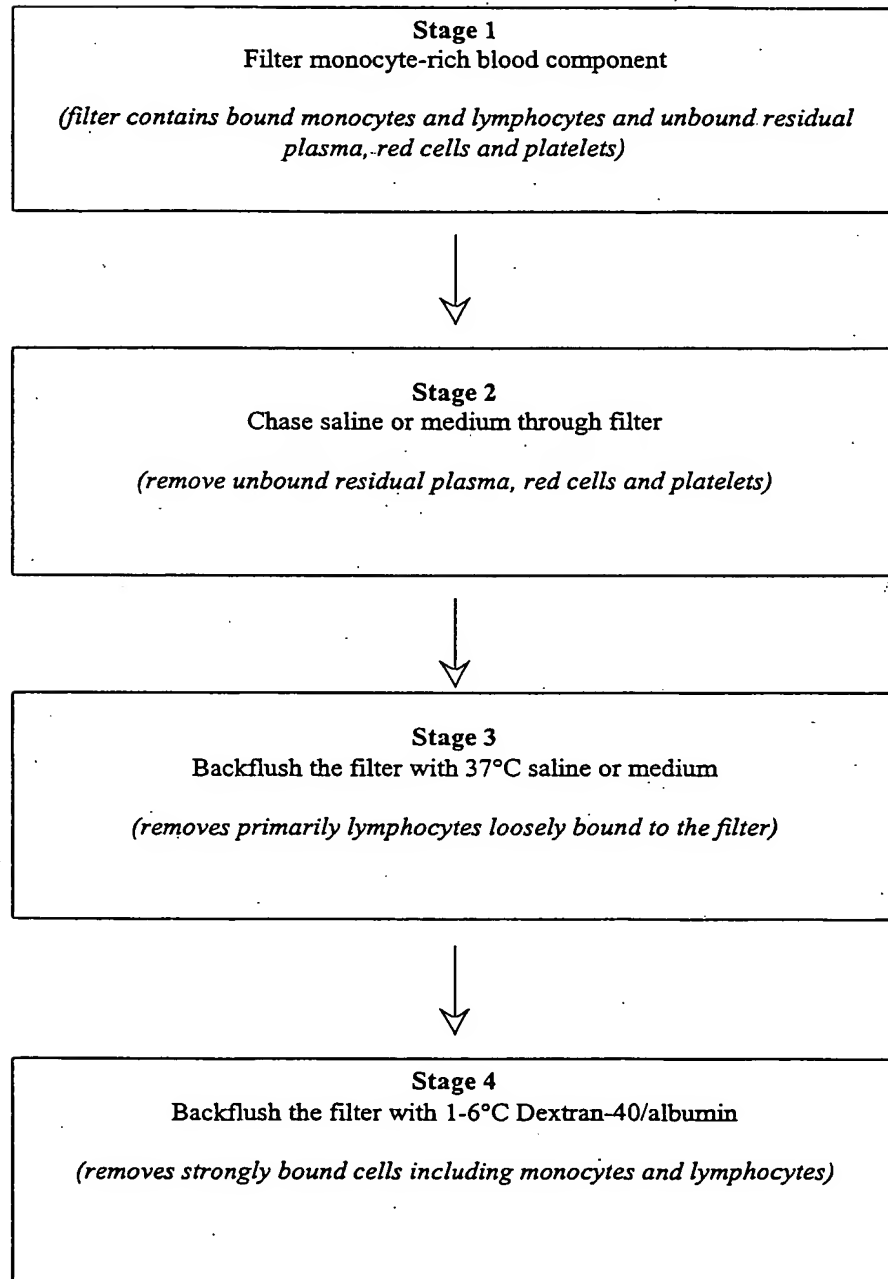 Stage 1
Filter monocyte-rich blood component
(filter contains bound monocytes and lymphocytes and unbound residual
plasma, red cells and platelets)
Stage 2
Chase saline or medium through filter
(remove unbound residual plasma, red cells and platelets)
Stage 3
Backflush the filter with 37°C saline or medium
(removes primarily lymphocytes loosely bound to the filter)
Stage 4
Backflush the filter with 1-6°C Dextran-40/albumin
(removes strongly bound cells including monocytes and lymphocytes)